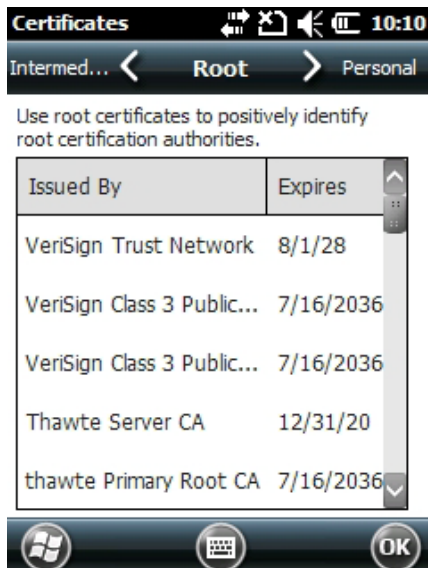 Certificates 10:10
Intermed... Root Personal
Use root certificates to positively identify
root certification authorities.
Issued By Expires
VeriSign Trust Network 8/1/28
VeriSign Class 3 Public... 7/16/2036
VeriSign Class 3 Public... 7/16/2036
Thawte Server CA 12/31/20
thawte Primary Root CA 7/16/2036
OK